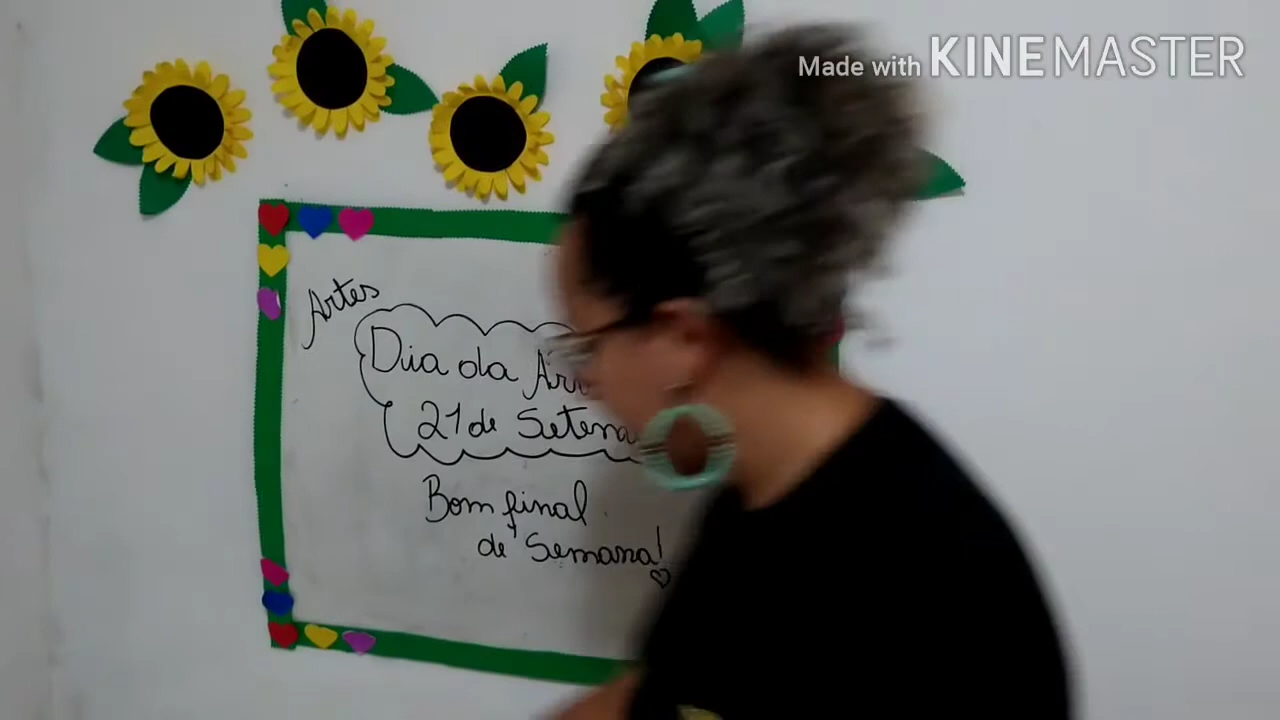 Made with KINEMASTER
Artes
Dia da
21 de
Bom final
de Semana!